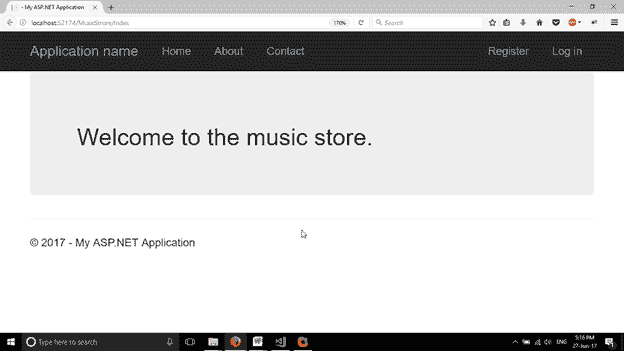 - My ASP.NET Application
localhost:52174/MusicStrore/Index
170%
Search
Application name Home About Contact Register Log in
Welcome to the music store.
© 2017 - My ASP.NET Application
Type here to search
ENG
5:16 PM
27-Jun-17